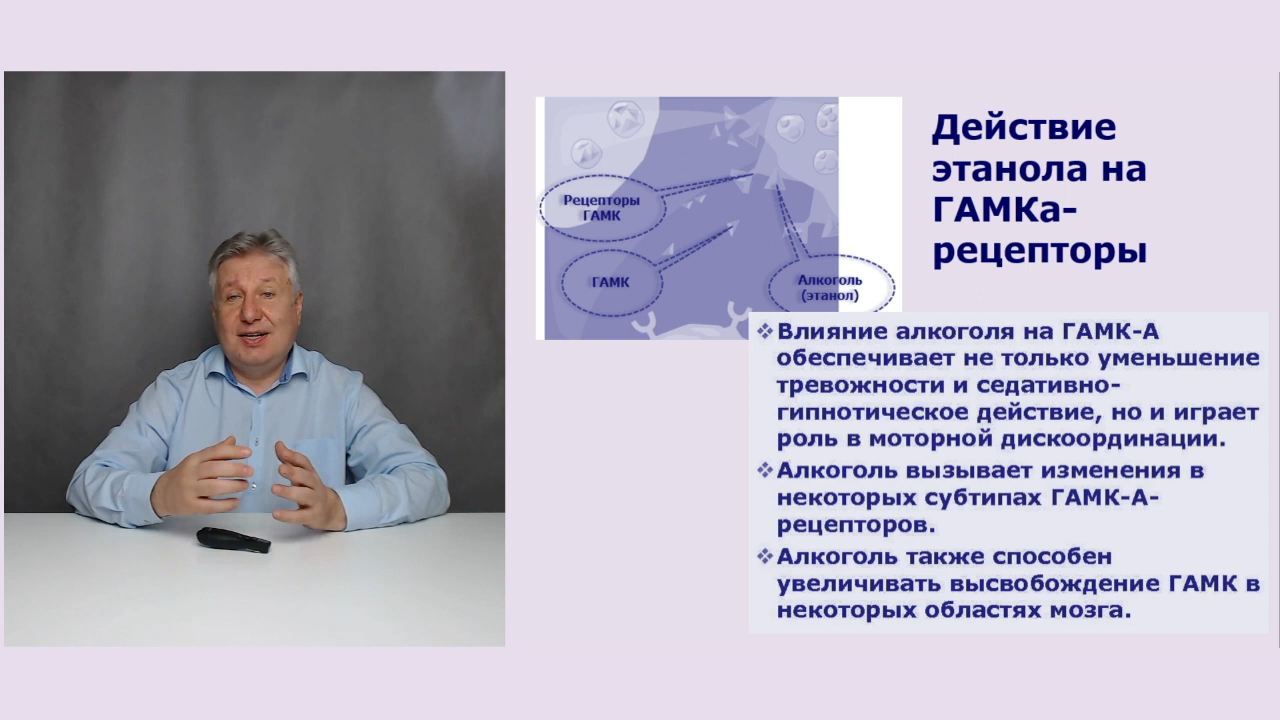 Действие
этанола на
ГАМКа-
рецепторы
Рецепторы
ГАМК
ГАМК
Алкоголь
(этанол)
❖Влияние алкоголя на ГАМК-А
обеспечивает не только уменьшение
тревожности и седативно-
гипнотическое действие, но и играет
роль в моторной дискоординации.
❖Алкоголь вызывает изменения в
некоторых субтипах ГАМК-А-
рецепторов.
❖Алкоголь также способен
увеличивать высвобождение ГАМК в
некоторых областях мозга.